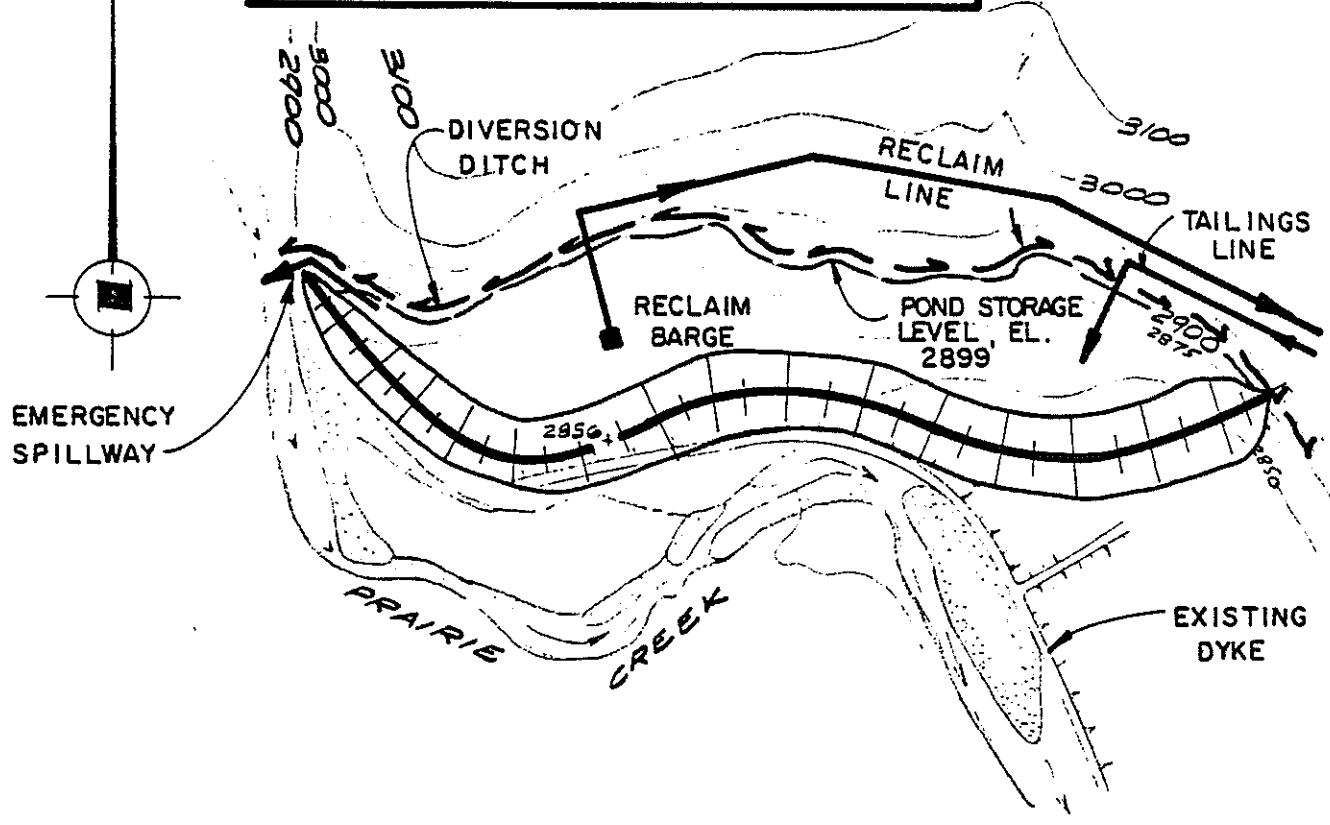 2900
3000
3100
DIVERSION
DITCH
RECLAIM
LINE
3100
3000
TAILINGS
LINE
RECLAIM
BARGE
POND STORAGE
LEVEL, EL.
2899'
2900
2875
EMERGENCY
SPILLWAY
2856
2850
PRAIRIE
CREEK
EXISTING
DYKE